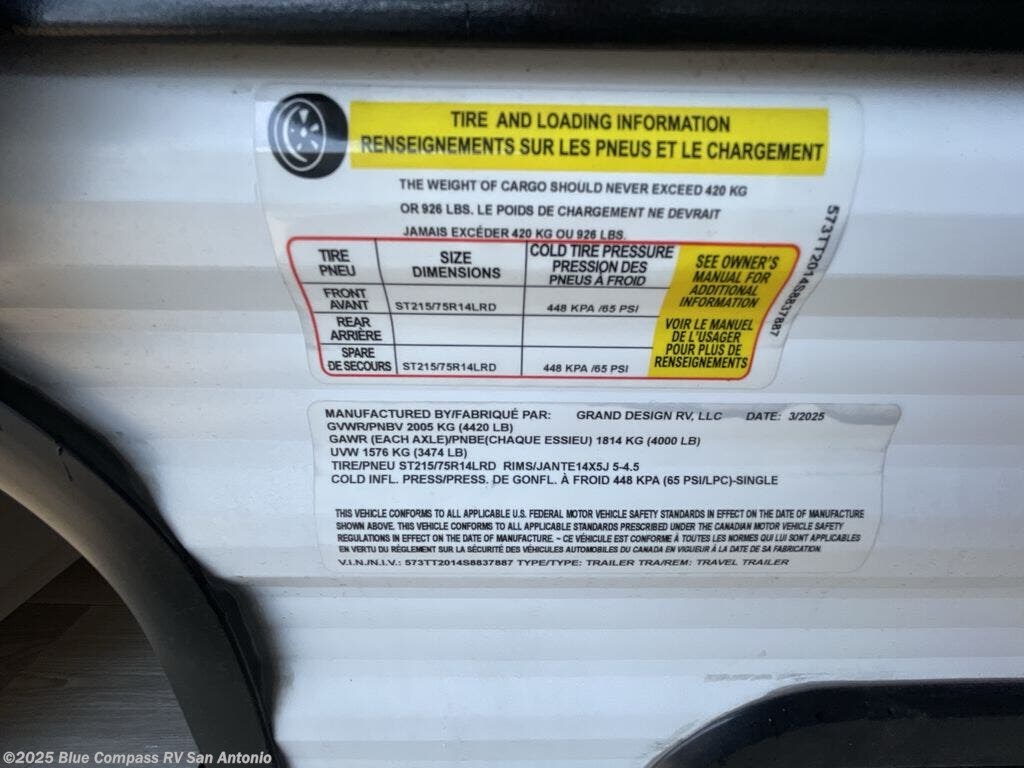 TIRE AND LOADING INFORMATION
RENSEIGNEMENTS SUR LES PNEUS ET LE CHARGEMENT
THE WEIGHT OF CARGO SHOULD NEVER EXCEED 420 KG
OR 926 LBS. LE POIDS DE CHARGEMENT NE DEVRAIT
JAMAIS EXCÉDER 420 KG OU 926 LBS.
TIRE
PNEU
SIZE
DIMENSIONS
COLD TIRE PRESSURE
PRESSION DES
PNEUS À FROID
FRONT
AVANT
ST215/75R14LRD
448 KPA /65 PSI
REAR
ARRIÈRE
SPARE
DE SECOURS
ST215/75R14LRD
448 KPA /65 PSI
SEE OWNER'S
MANUAL FOR
ADDITIONAL
INFORMATION
VOIR LE MANUEL
DE L'USAGER
POUR PLUS DE
RENSEIGNEMENTS
573TT2014S8837887
MANUFACTURED BY/FABRIQUÉ PAR: GRAND DESIGN RV, LLC DATE: 3/2025
GVWR/PNBV 2005 KG (4420 LB)
GAWR (EACH AXLE)/PNBE(CHAQUE ESSIEU) 1814 KG (4000 LB)
UVW 1576 KG (3474 LB)
TIRE/PNEU ST215/75R14LRD RIMS/JANTE14X5J 5-4.5
COLD INFL. PRESS/PRESS. DE GONFL. À FROID 448 KPA (65 PSI/LPC)-SINGLE
THIS VEHICLE CONFORMS TO ALL APPLICABLE U.S. FEDERAL MOTOR VEHICLE SAFETY STANDARDS IN EFFECT ON THE DATE OF MANUFACTURE
SHOWN ABOVE. THIS VEHICLE CONFORMS TO ALL APPLICABLE STANDARDS PRESCRIBED UNDER THE CANADIAN MOTOR VEHICLE SAFETY
REGULATIONS IN EFFECT ON THE DATE OF MANUFACTURE. ~ CE VÉHICULE EST CONFORME À TOUTES LES NORMES QUI LUI SONT APPLICABLES
EN VERTU DU RÈGLEMENT SUR LA SÉCURITÉ DES VÉHICULES AUTOMOBILES DU CANADA EN VIGUEUR À LA DATE DE SA FABRICATION.
V.I.N./N.I.V.: 573TT2014S8837887 TYPE/TYPE: TRAILER TRA/REM: TRAVEL TRAILER
©2025 Blue Compass RV San Antonio